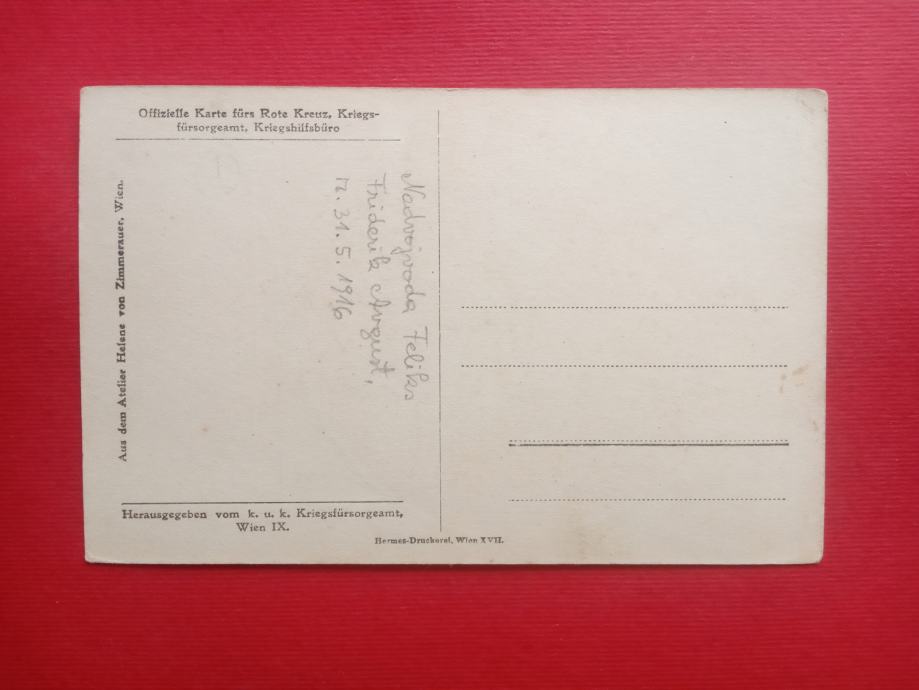 Offizielle Karte fürs Rote Kreuz, Kriegs-
fürsorgeamt, Kriegshilfsbüro
Aus dem Atelier Helene von Zimmerauer, Wien.
Nadvojvoda Feliks
Friderik Avgust,
r. 31. 5. 1916
Herausgegeben vom k. u. k. Kriegsfürsorgeamt,
Wien IX.
Hermes-Druckerei, Wien XVII.